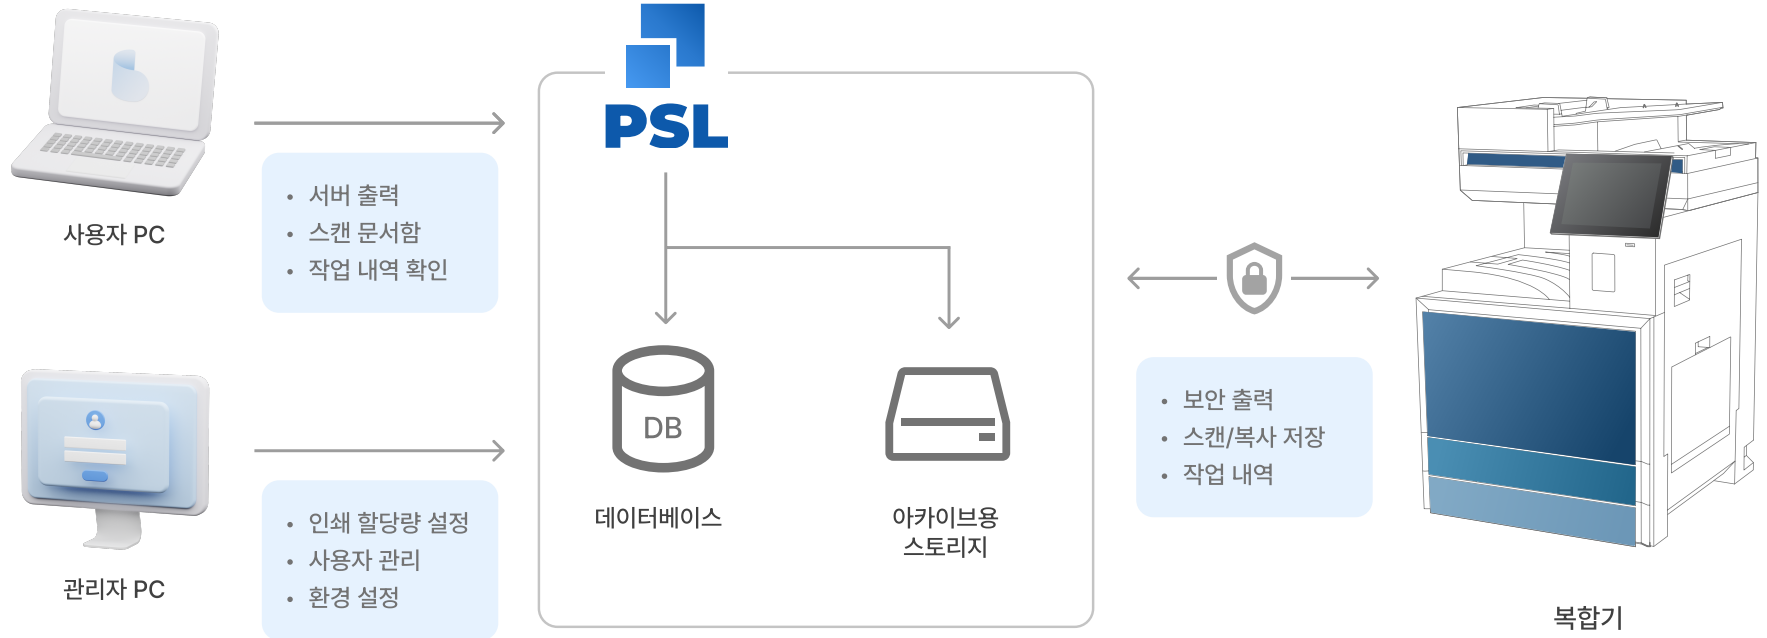 사용자 PC
• 서버 출력
• 스캔 문서함
• 작업 내역 확인
관리자 PC
• 인쇄 할당량 설정
• 사용자 관리
• 환경 설정
PSL
DB
데이터베이스
아카이브용
스토리지
• 보안 출력
• 스캔/복사 저장
• 작업 내역
복합기